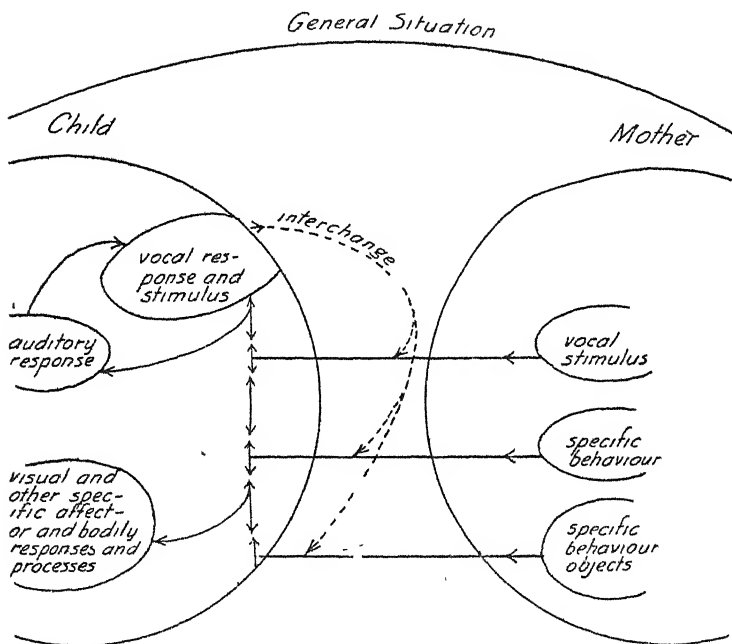 General Situation
Child
Mother
interchange
vocal res-
ponse and
stimulus
auditory
response
vocal
stimulus
specific
behaviour
visual and
other spec-
ific affect-
or and bodily
responses and
processes
specific
behaviour
objects